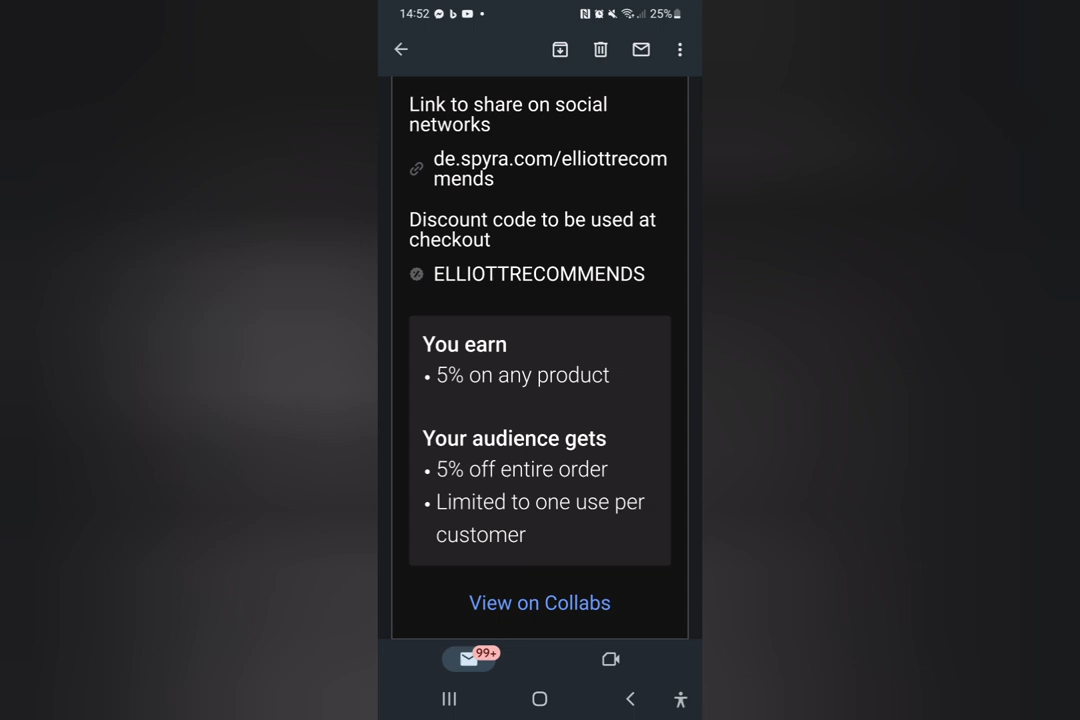 14:52
25%
Link to share on social
networks
de.spyra.com/elliottrecom
mends
Discount code to be used at
checkout
ELLIOTTRECOMMENDS
You earn
• 5% on any product
Your audience gets
• 5% off entire order
• Limited to one use per
customer
View on Collabs
99+